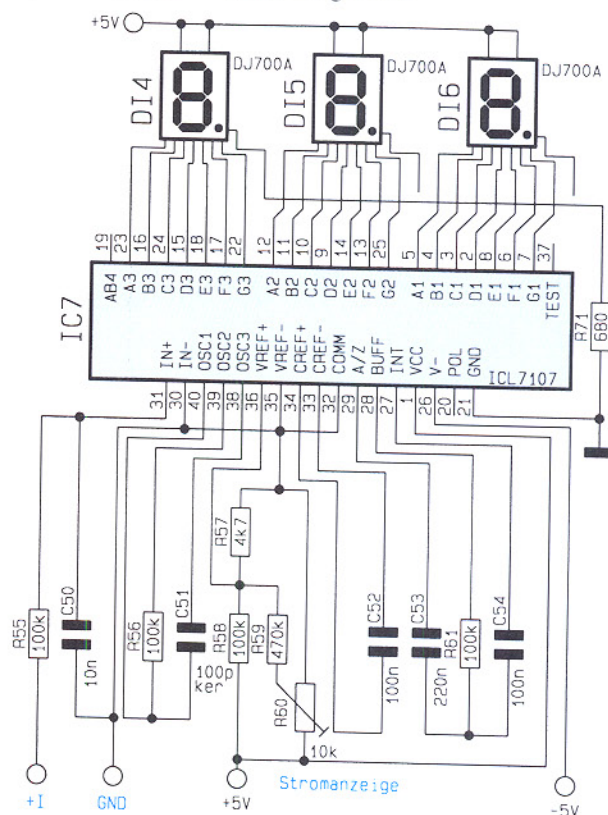 +5V
DI4
DJ700A
DI5
DJ700A
DI6
DJ700A
19 23 16 24 15 18 17 22 12 11 10 9 14 13 25 5 4 3 2 8 6 7 37
AB4 A3 B3 C3 D3 E3 F3 G3 A2 B2 C2 D2 E2 F2 G2 A1 B1 C1 D1 E1 F1 G1 TEST
IC7
R71
680
IN+ IN- OSC1 OSC2 OSC3 VREF+ VREF- CREF+ CREF- COMM A/Z BUFF INT VCC V- POL GND
ICL7107
31 30 40 39 38 36 35 34 33 32 29 28 27 1 26 20 21
R57
4k7
R55
100k
C50
10n
R56
100k
C51
100p
ker
R58
100k
R59
470k
R60
10k
C52
100n
C53
220n
R61
100k
C54
100n
+I
GND
+5V
Stromanzeige
-5V